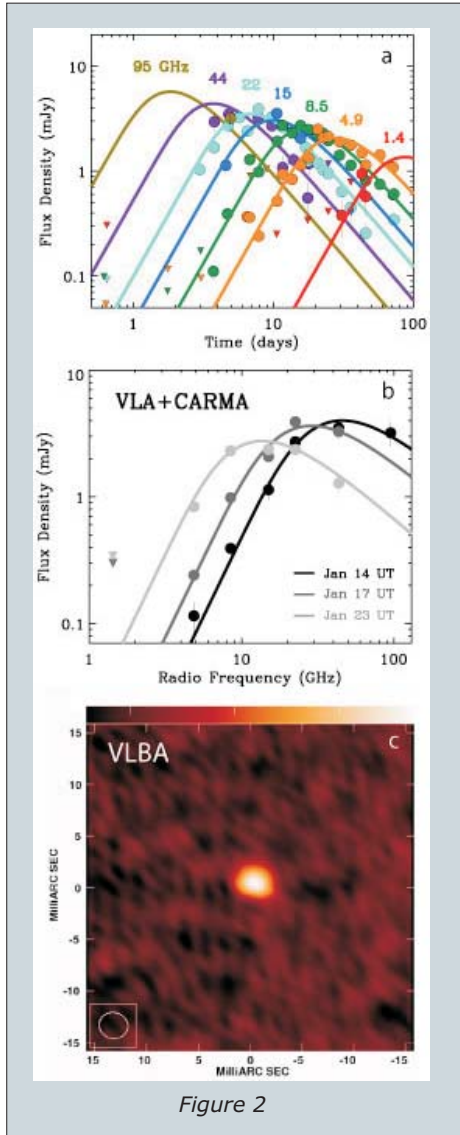 a
95 GHz
44
22
15
8.5
4.9
1.4
10
1
0.1
Flux Density (mJy)
1 10 100
Time (days)
b
VLA+CARMA
10
1
0.1
Flux Density (mJy)
Jan 14 UT
Jan 17 UT
Jan 23 UT
1 10 100
Radio Frequency (GHz)
VLBA
c
15
10
5
0
-5
-10
-15
MilliARC SEC
15 10 5 0 -5 -10 -15
MilliARC SEC
Figure 2